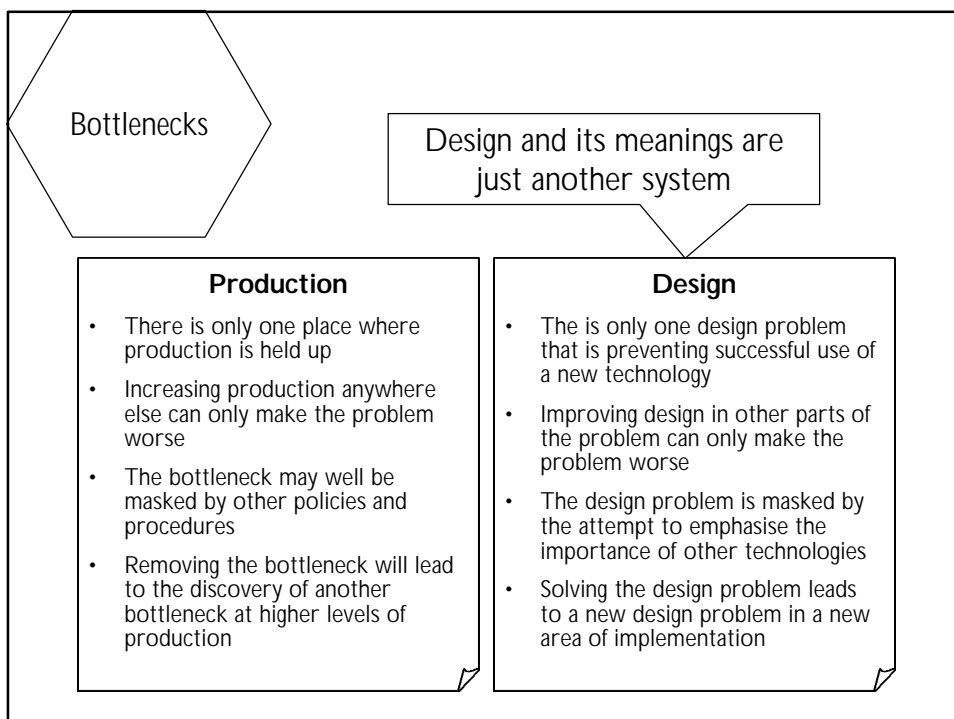 Bottlenecks
Design and its meanings are
just another system
Production
• There is only one place where
production is held up
• Increasing production anywhere
else can only make the problem
worse
• The bottleneck may well be
masked by other policies and
procedures
• Removing the bottleneck will lead
to the discovery of another
bottleneck at higher levels of
production
Design
• The is only one design problem
that is preventing successful use of
a new technology
• Improving design in other parts of
the problem can only make the
problem worse
• The design problem is masked by
the attempt to emphasise the
importance of other technologies
• Solving the design problem leads
to a new design problem in a new
area of implementation